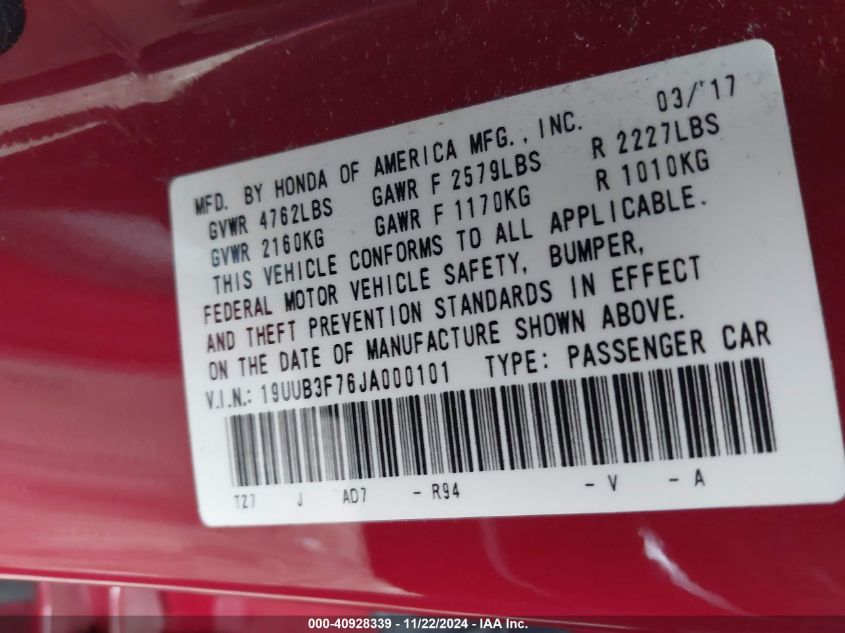 03/'17
MFD. BY HONDA OF AMERICA MFG., INC.
GVWR 4762LBS GAWR F 2579LBS R 2227LBS
GVWR 2160KG GAWR F 1170KG R 1010KG
THIS VEHICLE CONFORMS TO ALL APPLICABLE.
FEDERAL MOTOR VEHICLE SAFETY, BUMPER,
AND THEFT PREVENTION STANDARDS IN EFFECT
ON THE DATE OF MANUFACTURE SHOWN ABOVE.
V.I.N.: 19UUB3F76JA000101 TYPE: PASSENGER CAR
T27 J AD7 - R94 - V - A
000-40928339 - 11/22/2024 - IAA Inc.